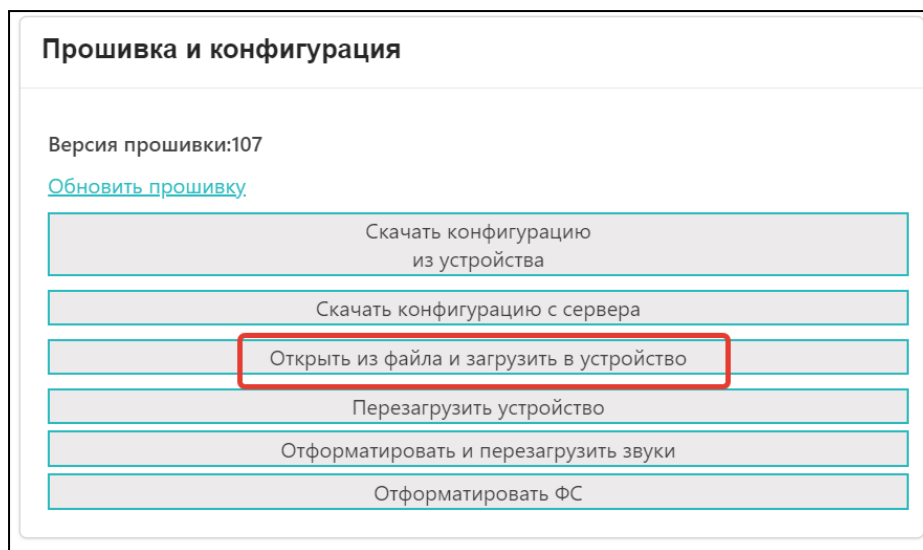 Прошивка и конфигурация
Версия прошивки:107
Обновить прошивку
Скачать конфигурацию
из устройства
Скачать конфигурацию с сервера
Открыть из файла и загрузить в устройство
Перезагрузить устройство
Отформатировать и перезагрузить звуки
Отформатировать ФС